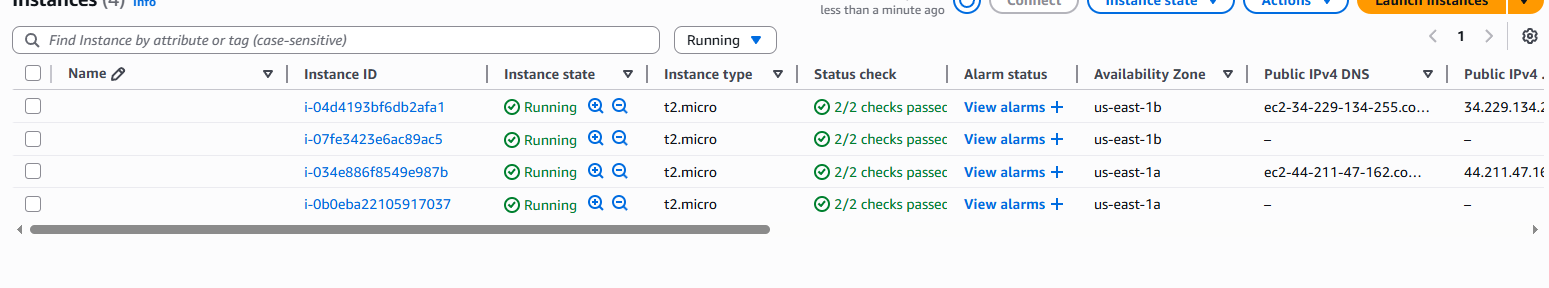 Instances (4) Info
less than a minute ago
Connect
Instance state
Actions
Launch instances
Find Instance by attribute or tag (case-sensitive)
Running
1
Name Instance ID Instance state Instance type Status check Alarm status Availability Zone Public IPv4 DNS Public IPv4 ...
i-04d4193bf6db2afa1 Running t2.micro 2/2 checks passed View alarms + us-east-1b ec2-34-229-134-255.co... 34.229.134.2
i-07fe3423e6ac89ac5 Running t2.micro 2/2 checks passed View alarms + us-east-1b – –
i-034e886f8549e987b Running t2.micro 2/2 checks passed View alarms + us-east-1a ec2-44-211-47-162.co... 44.211.47.16
i-0b0eba22105917037 Running t2.micro 2/2 checks passed View alarms + us-east-1a – –